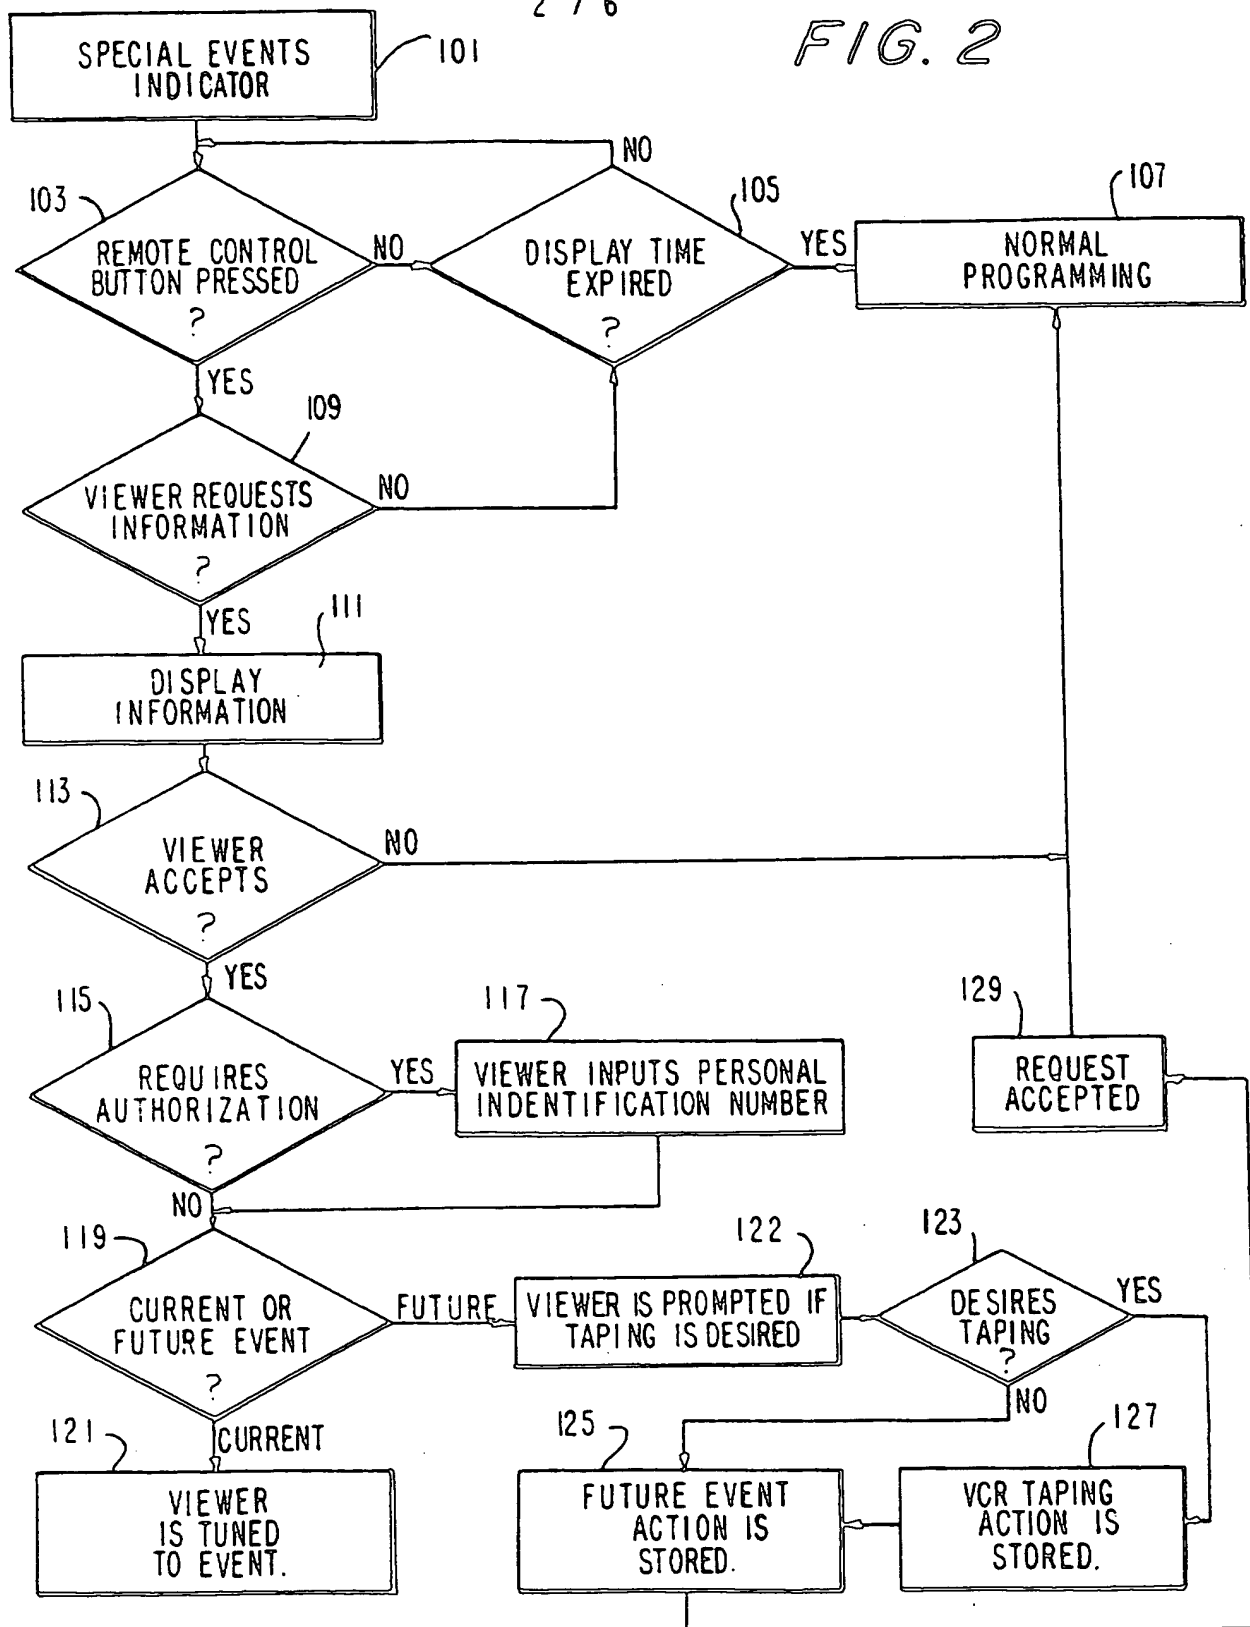 2 / 6
FIG. 2
SPECIAL EVENTS
INDICATOR
101
NO
103
REMOTE CONTROL
BUTTON PRESSED
?
NO
105
DISPLAY TIME
EXPIRED
?
YES
107
NORMAL
PROGRAMMING
YES
109
VIEWER REQUESTS
INFORMATION
?
NO
YES
111
DISPLAY
INFORMATION
113
VIEWER
ACCEPTS
?
NO
YES
115
REQUIRES
AUTHORIZATION
?
YES
117
VIEWER INPUTS PERSONAL
INDENTIFICATION NUMBER
129
REQUEST
ACCEPTED
NO
119
CURRENT OR
FUTURE EVENT
?
FUTURE
122
VIEWER IS PROMPTED IF
TAPING IS DESIRED
123
DESIRES
TAPING
?
YES
NO
CURRENT
121
VIEWER
IS TUNED
TO EVENT.
125
FUTURE EVENT
ACTION IS
STORED.
127
VCR TAPING
ACTION IS
STORED.